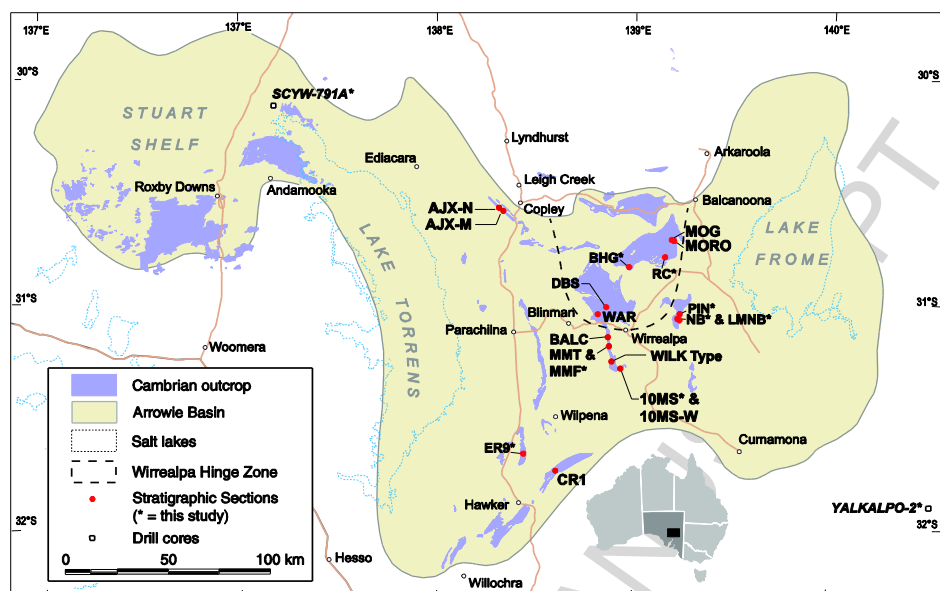 137°E
137°E
138°E
139°E
140°E
30°S
30°S
SCYW-791A*
STUART
SHELF
Lyndhurst
Ediacara
Arkaroola
Leigh Creek
Roxby Downs
Andamooka
Copley
Balcanoona
AJX-N
AJX-M
MOG
MORO
LAKE
FROME
BHG*
RC*
LAKE TORRENS
DBS
31°S
31°S
PIN*
Blinman
WAR
NB* & LMNB*
Parachilna
Wirrealpa
Woomera
BALC
MMT &
MMF*
WILK Type
10MS* &
10MS-W
Wilpena
Curnamona
ER9*
CR1
Hawker
YALKALPO-2*
32°S
32°S
Hesso
Willochra
Cambrian outcrop
Arrowie Basin
Salt lakes
Wirrealpa Hinge Zone
Stratigraphic Sections
(* = this study)
Drill cores
0 50 100 km